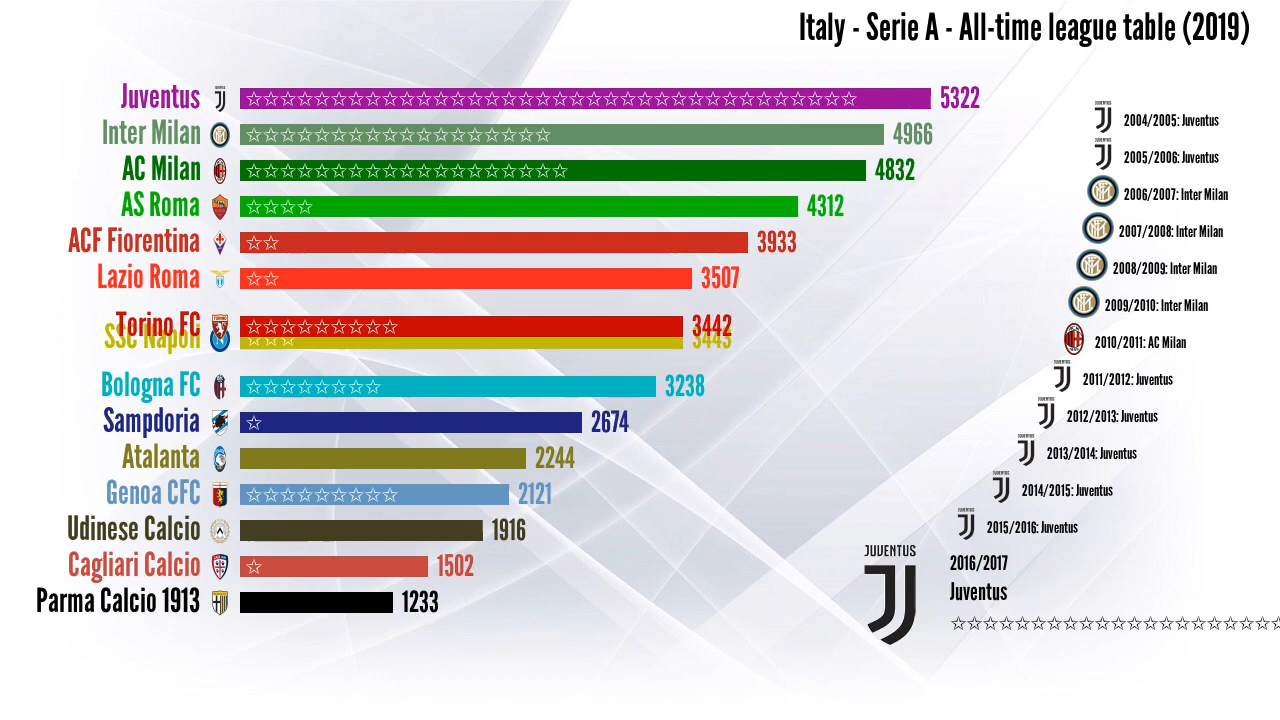 Italy - Serie A - All-time league table (2019)
Juventus 5322
Inter Milan 4966
AC Milan 4832
AS Roma 4312
ACF Fiorentina 3933
Lazio Roma 3507
Torino FC 3442
SSC Napoli 3443
Bologna FC 3238
Sampdoria 2674
Atalanta 2244
Genoa CFC 2121
Udinese Calcio 1916
Cagliari Calcio 1502
Parma Calcio 1913 1233
2004/2005: Juventus
2005/2006: Juventus
2006/2007: Inter Milan
2007/2008: Inter Milan
2008/2009: Inter Milan
2009/2010: Inter Milan
2010/2011: AC Milan
2011/2012: Juventus
2012/2013: Juventus
2013/2014: Juventus
2014/2015: Juventus
2015/2016: Juventus
JUVENTUS
2016/2017
Juventus